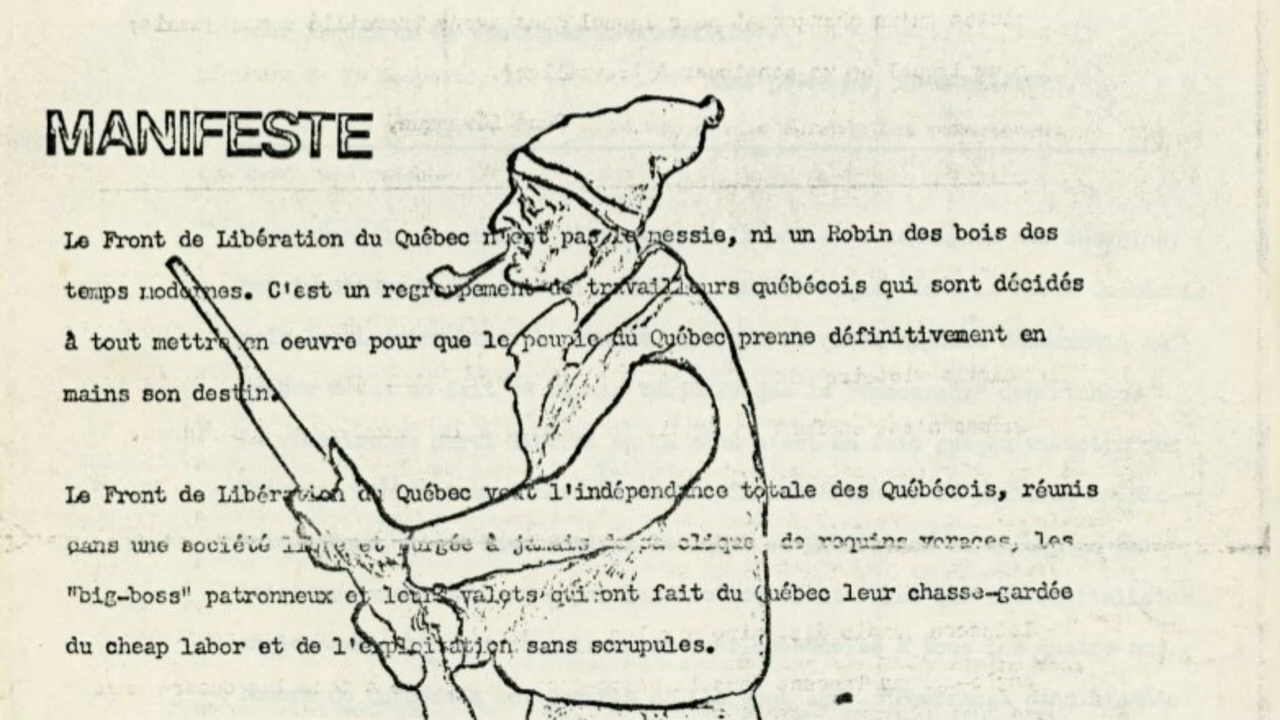 MANIFESTE
Le Front de Libération du Québec n'est pas le messie, ni un Robin des bois des
temps modernes. C'est un regroupement de travailleurs québécois qui sont décidés
à tout mettre en oeuvre pour que le peuple du Québec prenne définitivement en
mains son destin.
Le Front de Libération du Québec veut l'indépendance totale des Québécois, réunis
dans une société libre et purgée à jamais de sa clique de roquins voraces, les
"big-boss" patronneux et leurs valets qui ont fait du Québec leur chasse-gardée
du cheap labor et de l'exploitation sans scrupules.